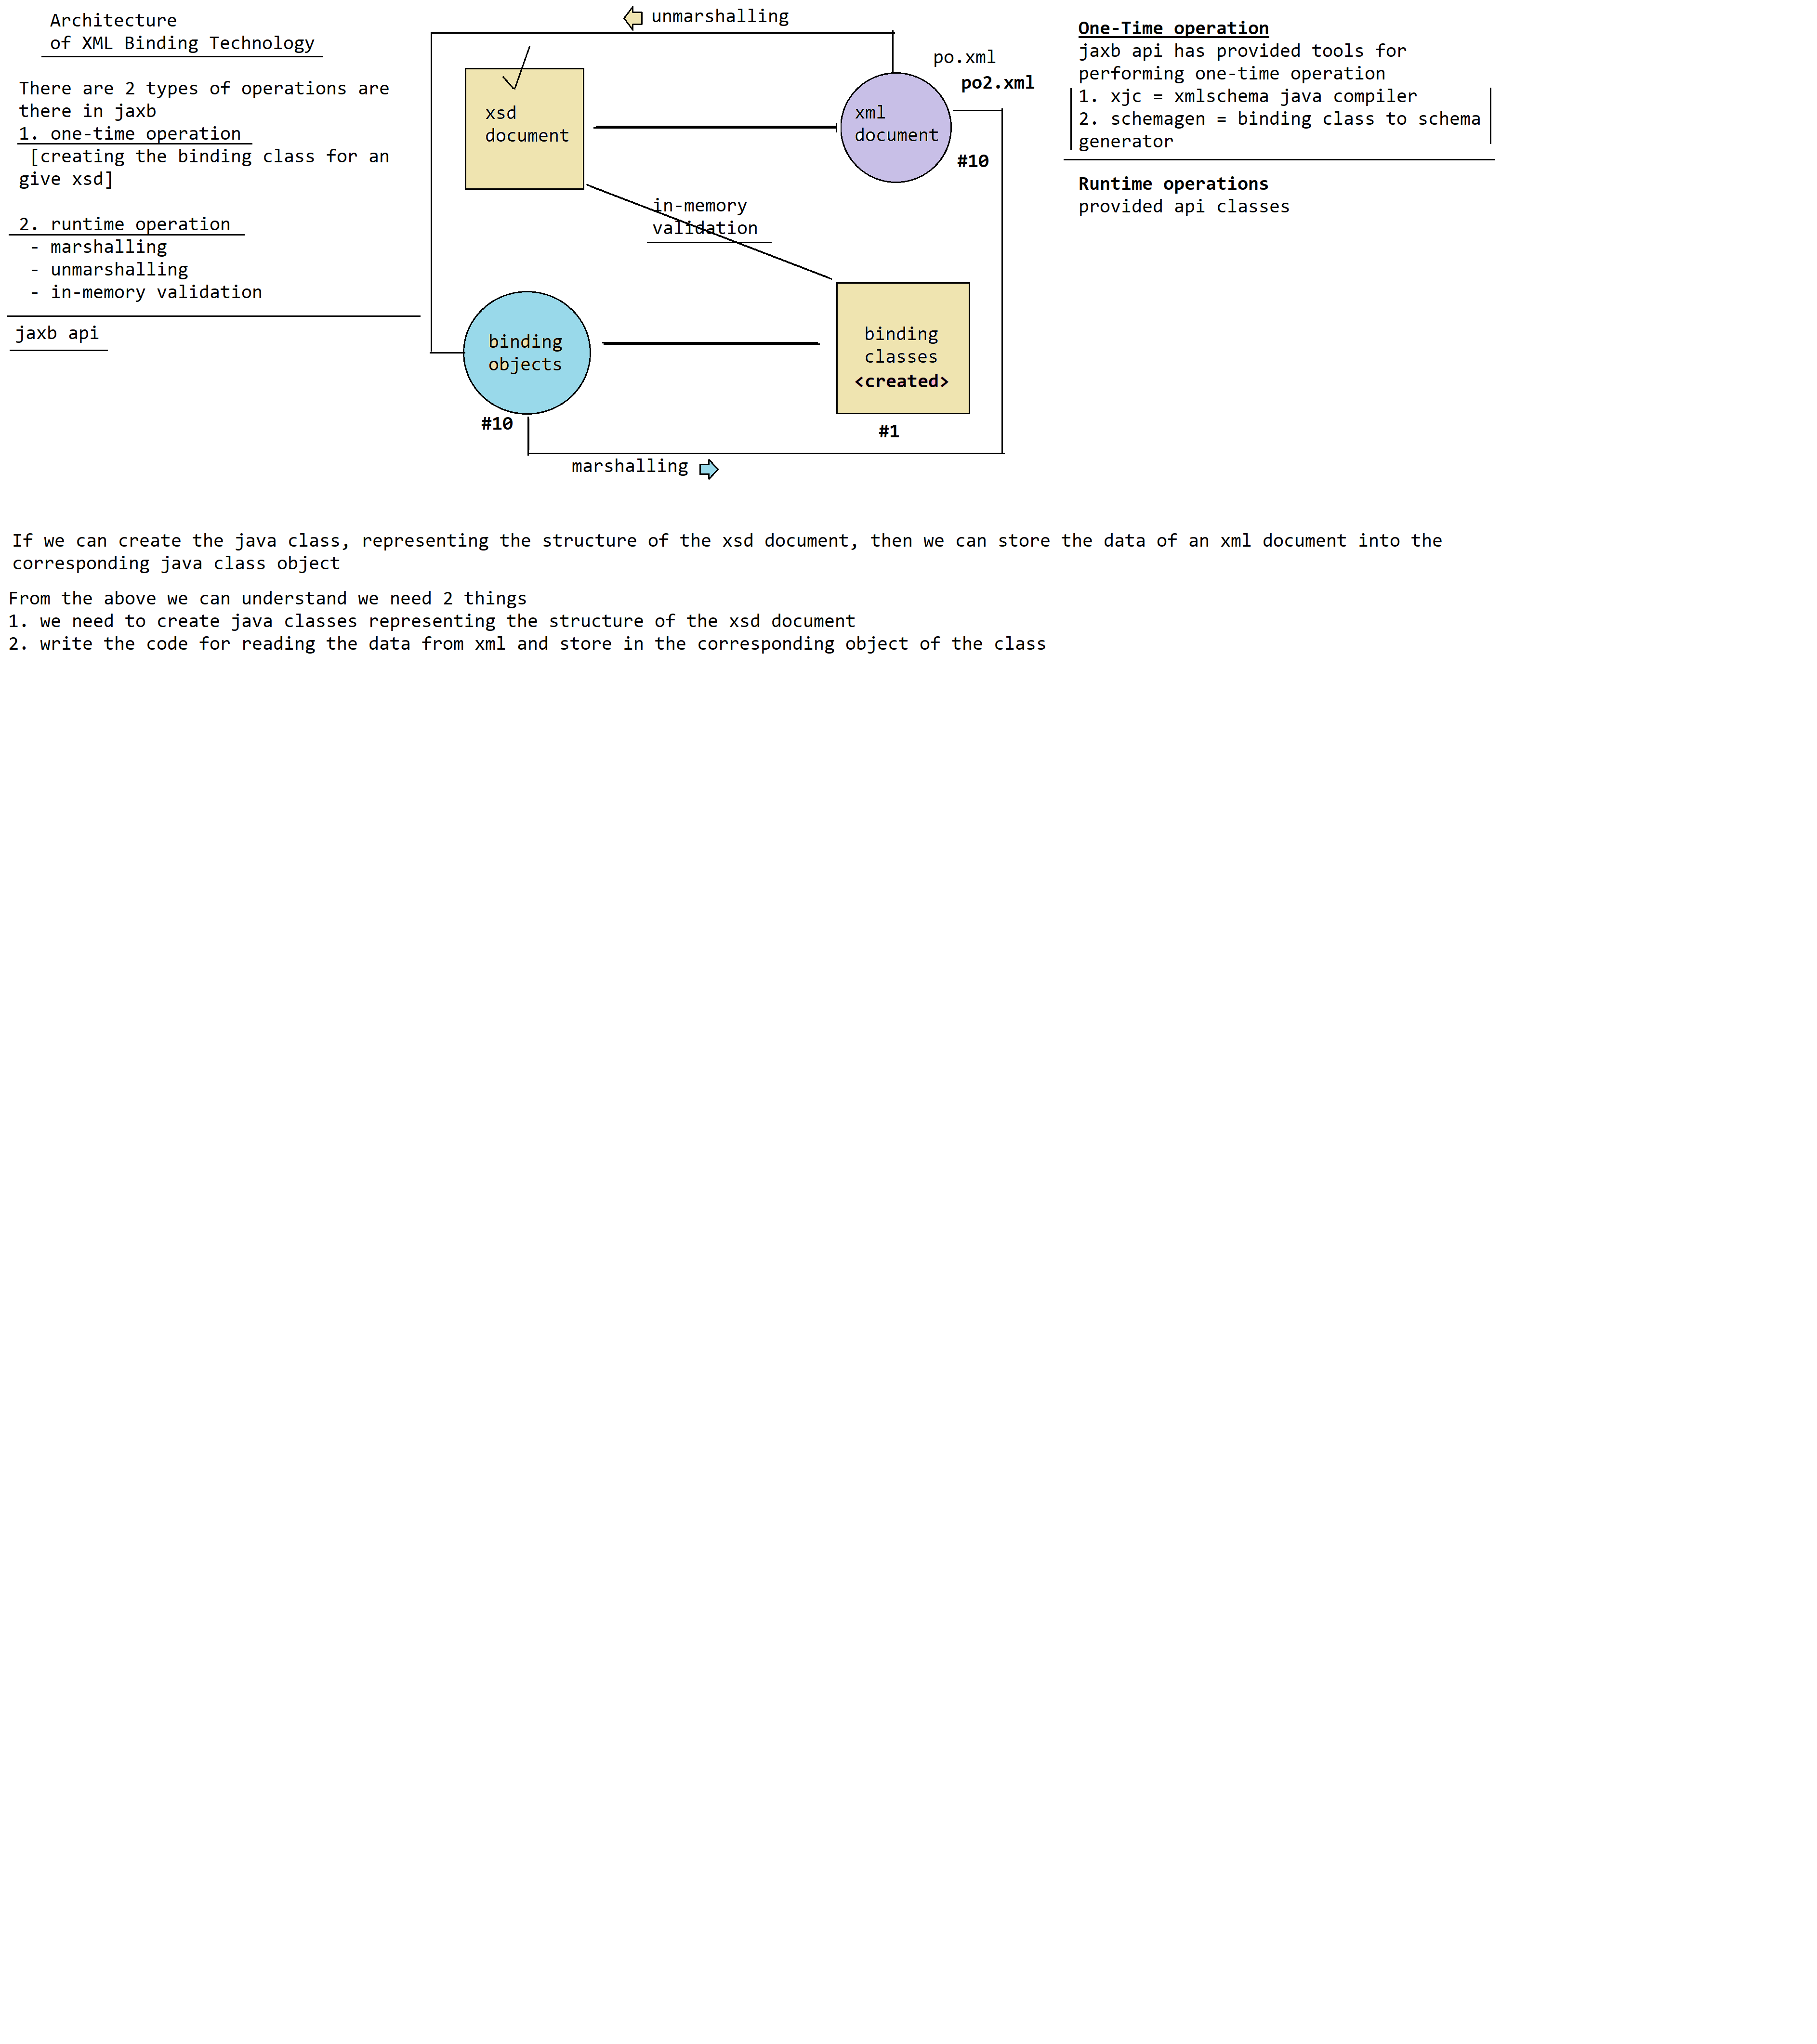 Architecture
of XML Binding Technology
There are 2 types of operations are
there in jaxb
1. one-time operation
[creating the binding class for an
give xsd]
2. runtime operation
- marshalling
- unmarshalling
- in-memory validation
jaxb api
unmarshalling
xsd
document
po.xml
po2.xml
xml
document
#10
in-memory
validation
binding
objects
#10
binding
classes
<created>
#1
marshalling
One-Time operation
jaxb api has provided tools for
performing one-time operation
1. xjc = xmlschema java compiler
2. schemagen = binding class to schema
generator
Runtime operations
provided api classes
If we can create the java class, representing the structure of the xsd document, then we can store the data of an xml document into the
corresponding java class object
From the above we can understand we need 2 things
1. we need to create java classes representing the structure of the xsd document
2. write the code for reading the data from xml and store in the corresponding object of the class